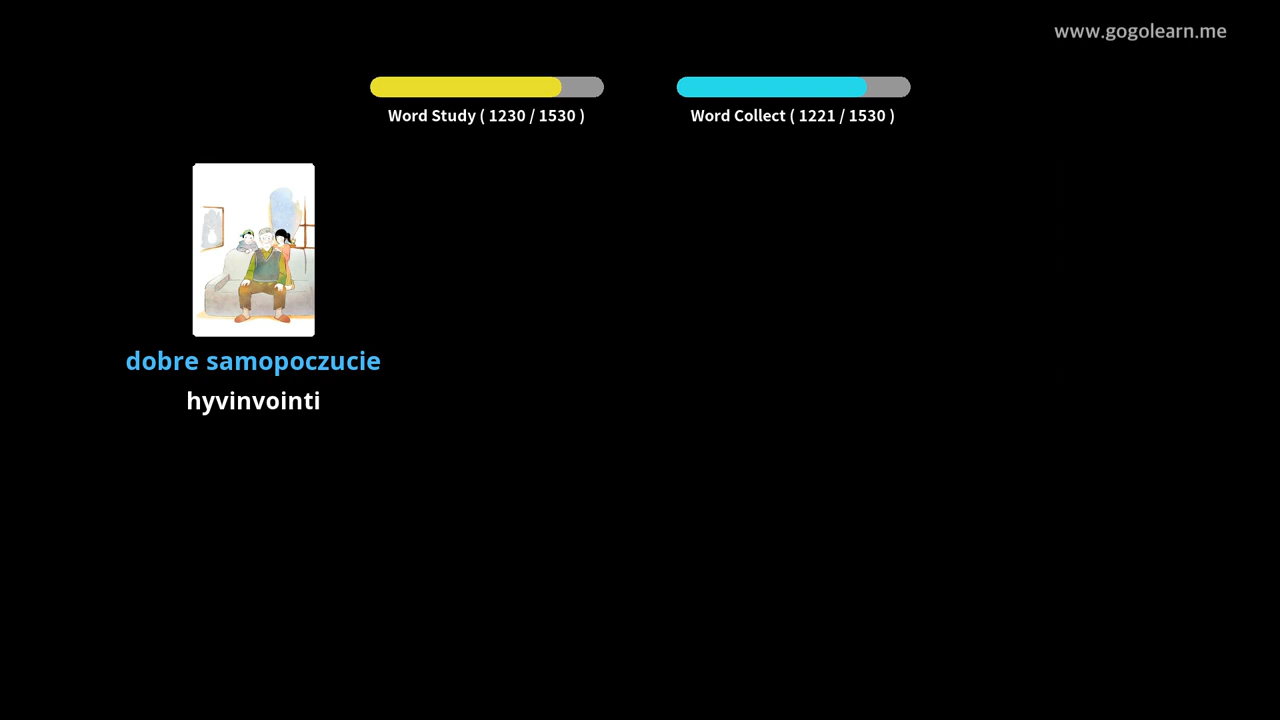 www.gogolearn.me
Word Study ( 1230 / 1530 )
Word Collect ( 1221 / 1530 )
dobre samopoczucie
hyvinvointi